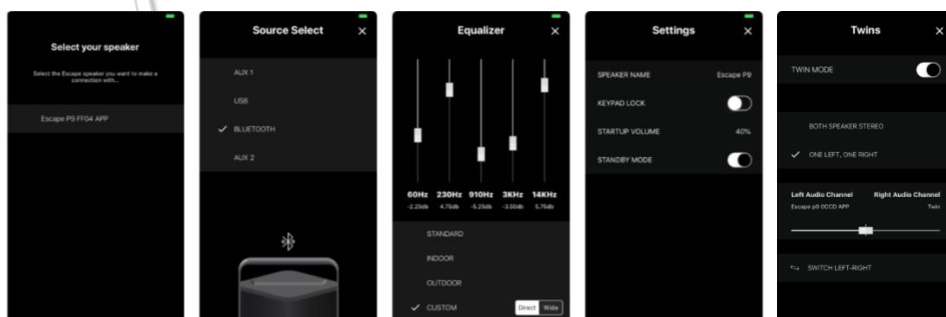 Select your speaker
Select the Escape speaker you want to make a
connection with...
Escape P9 FF04 APP
Source Select
AUX 1
USB
BLUETOOTH
AUX 2
Equalizer
60Hz 230Hz 910Hz 3KHz 14KHz
-2.25db 4.75db -5.25db -3.50db 5.75db
STANDARD
INDOOR
OUTDOOR
CUSTOM Direct Wide
Settings
SPEAKER NAME Escape P9
KEYPAD LOCK
STARTUP VOLUME 40%
STANDBY MODE
Twins
TWIN MODE
BOTH SPEAKER STEREO
ONE LEFT, ONE RIGHT
Left Audio Channel Right Audio Channel
Escape p9 0CCD APP Twin
SWITCH LEFT-RIGHT